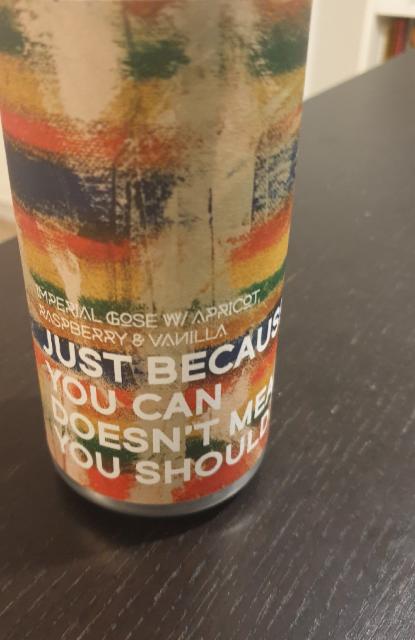 IMPERIAL GOSE W/ APRICOT,
RASPBERRY & VANILLA
JUST BECAUS
YOU CAN
DOESN'T MEA
YOU SHOULD